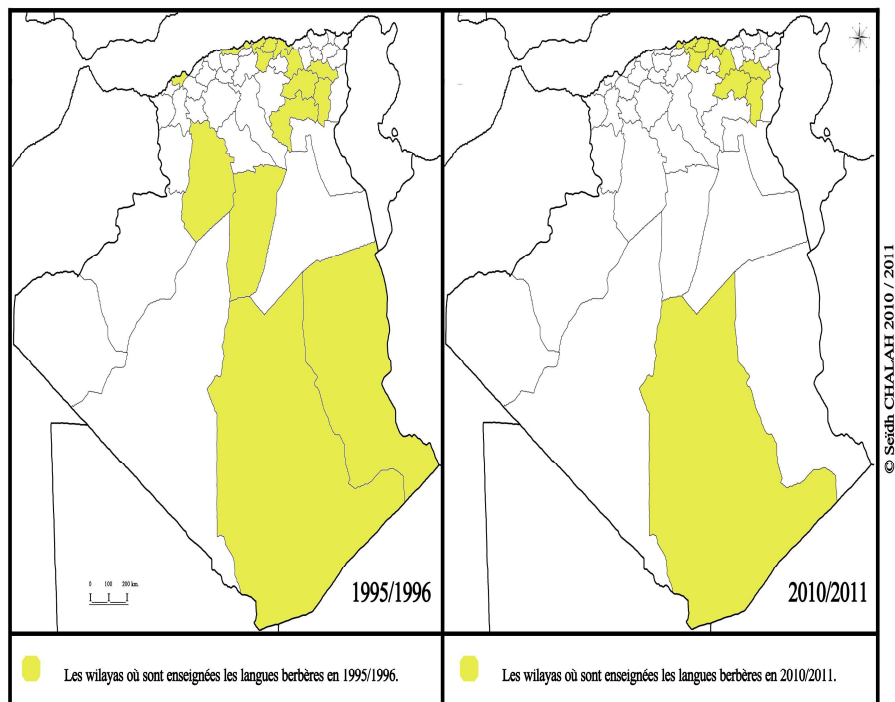 0 100 200 km
1995/1996
2010/2011
© Seïdh CHALAH 2010 / 2011
Les wilayas où sont enseignées les langues berbères en 1995/1996.
Les wilayas où sont enseignées les langues berbères en 2010/2011.